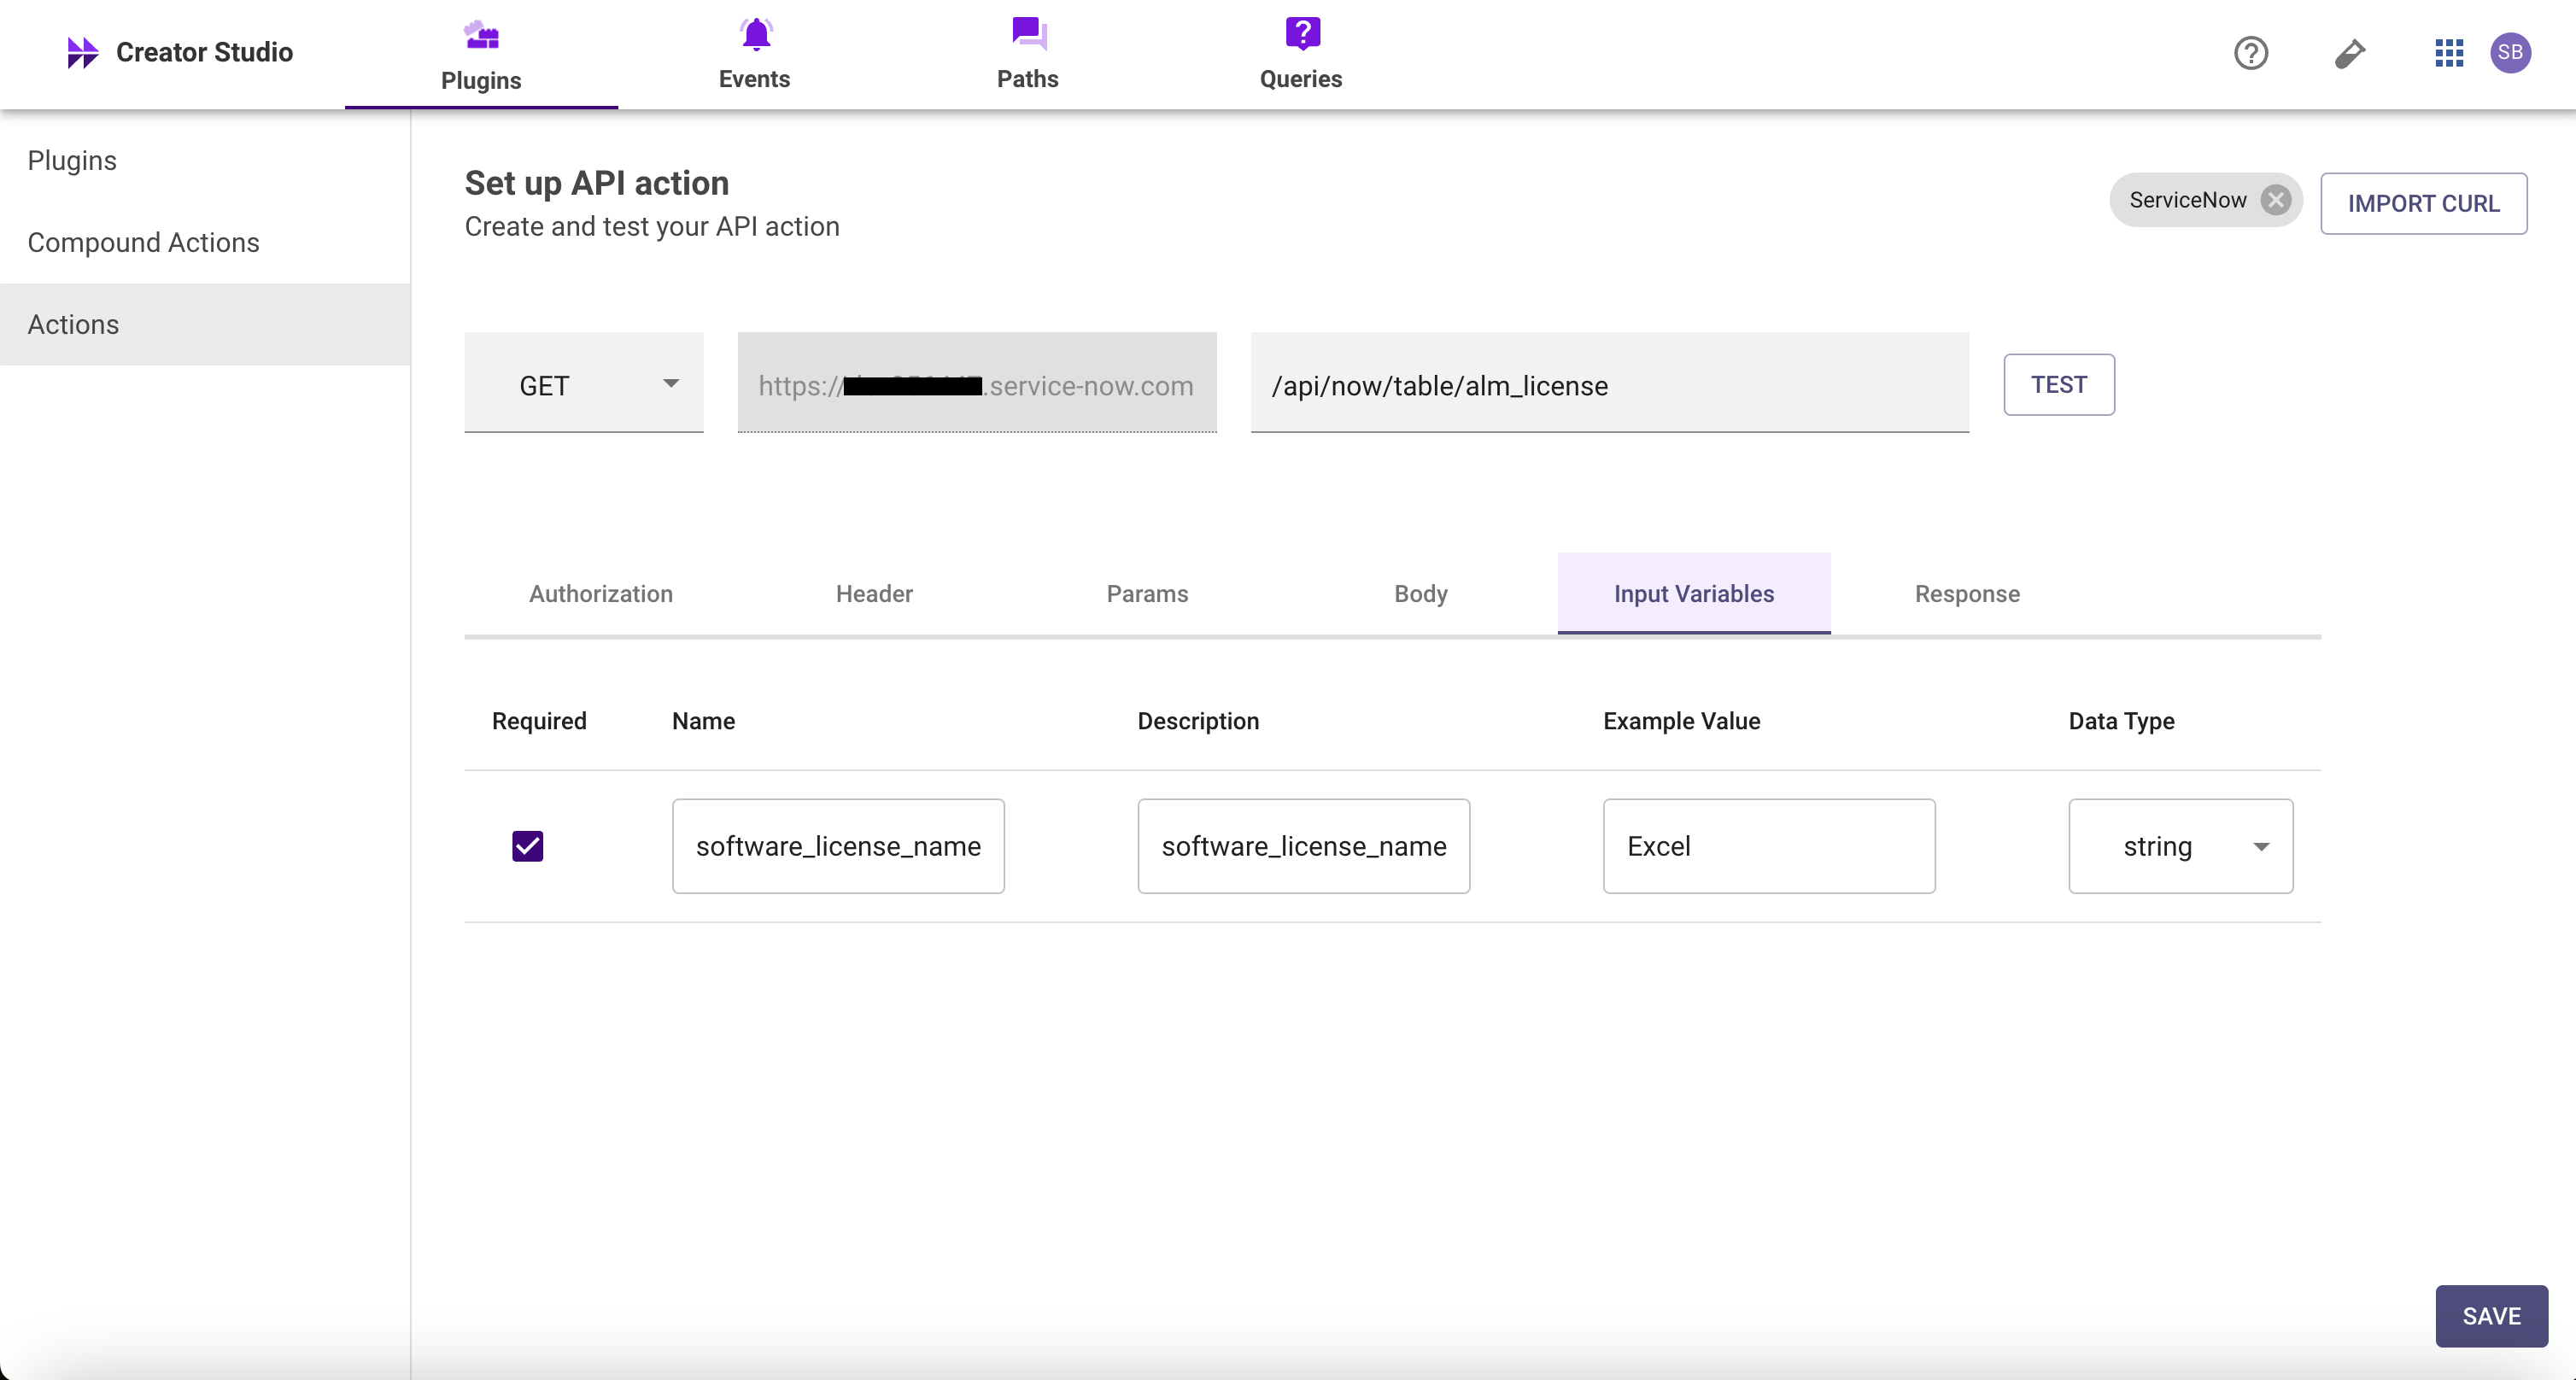 Creator Studio
Plugins
Events
Paths
Queries
SB
Plugins
Compound Actions
Actions
Set up API action
Create and test your API action
ServiceNow
IMPORT CURL
GET
https://
.service-now.com
/api/now/table/alm_license
TEST
Authorization
Header
Params
Body
Input Variables
Response
Required
Name
Description
Example Value
Data Type
software_license_name
software_license_name
Excel
string
SAVE